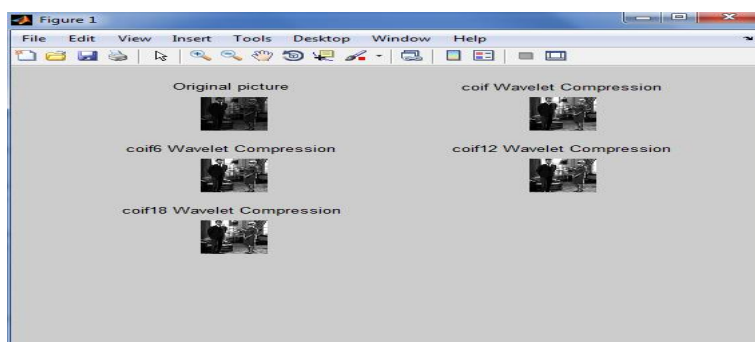 Figure 1
File Edit View Insert Tools Desktop Window Help
Original picture
coif Wavelet Compression
coif6 Wavelet Compression
coif12 Wavelet Compression
coif18 Wavelet Compression